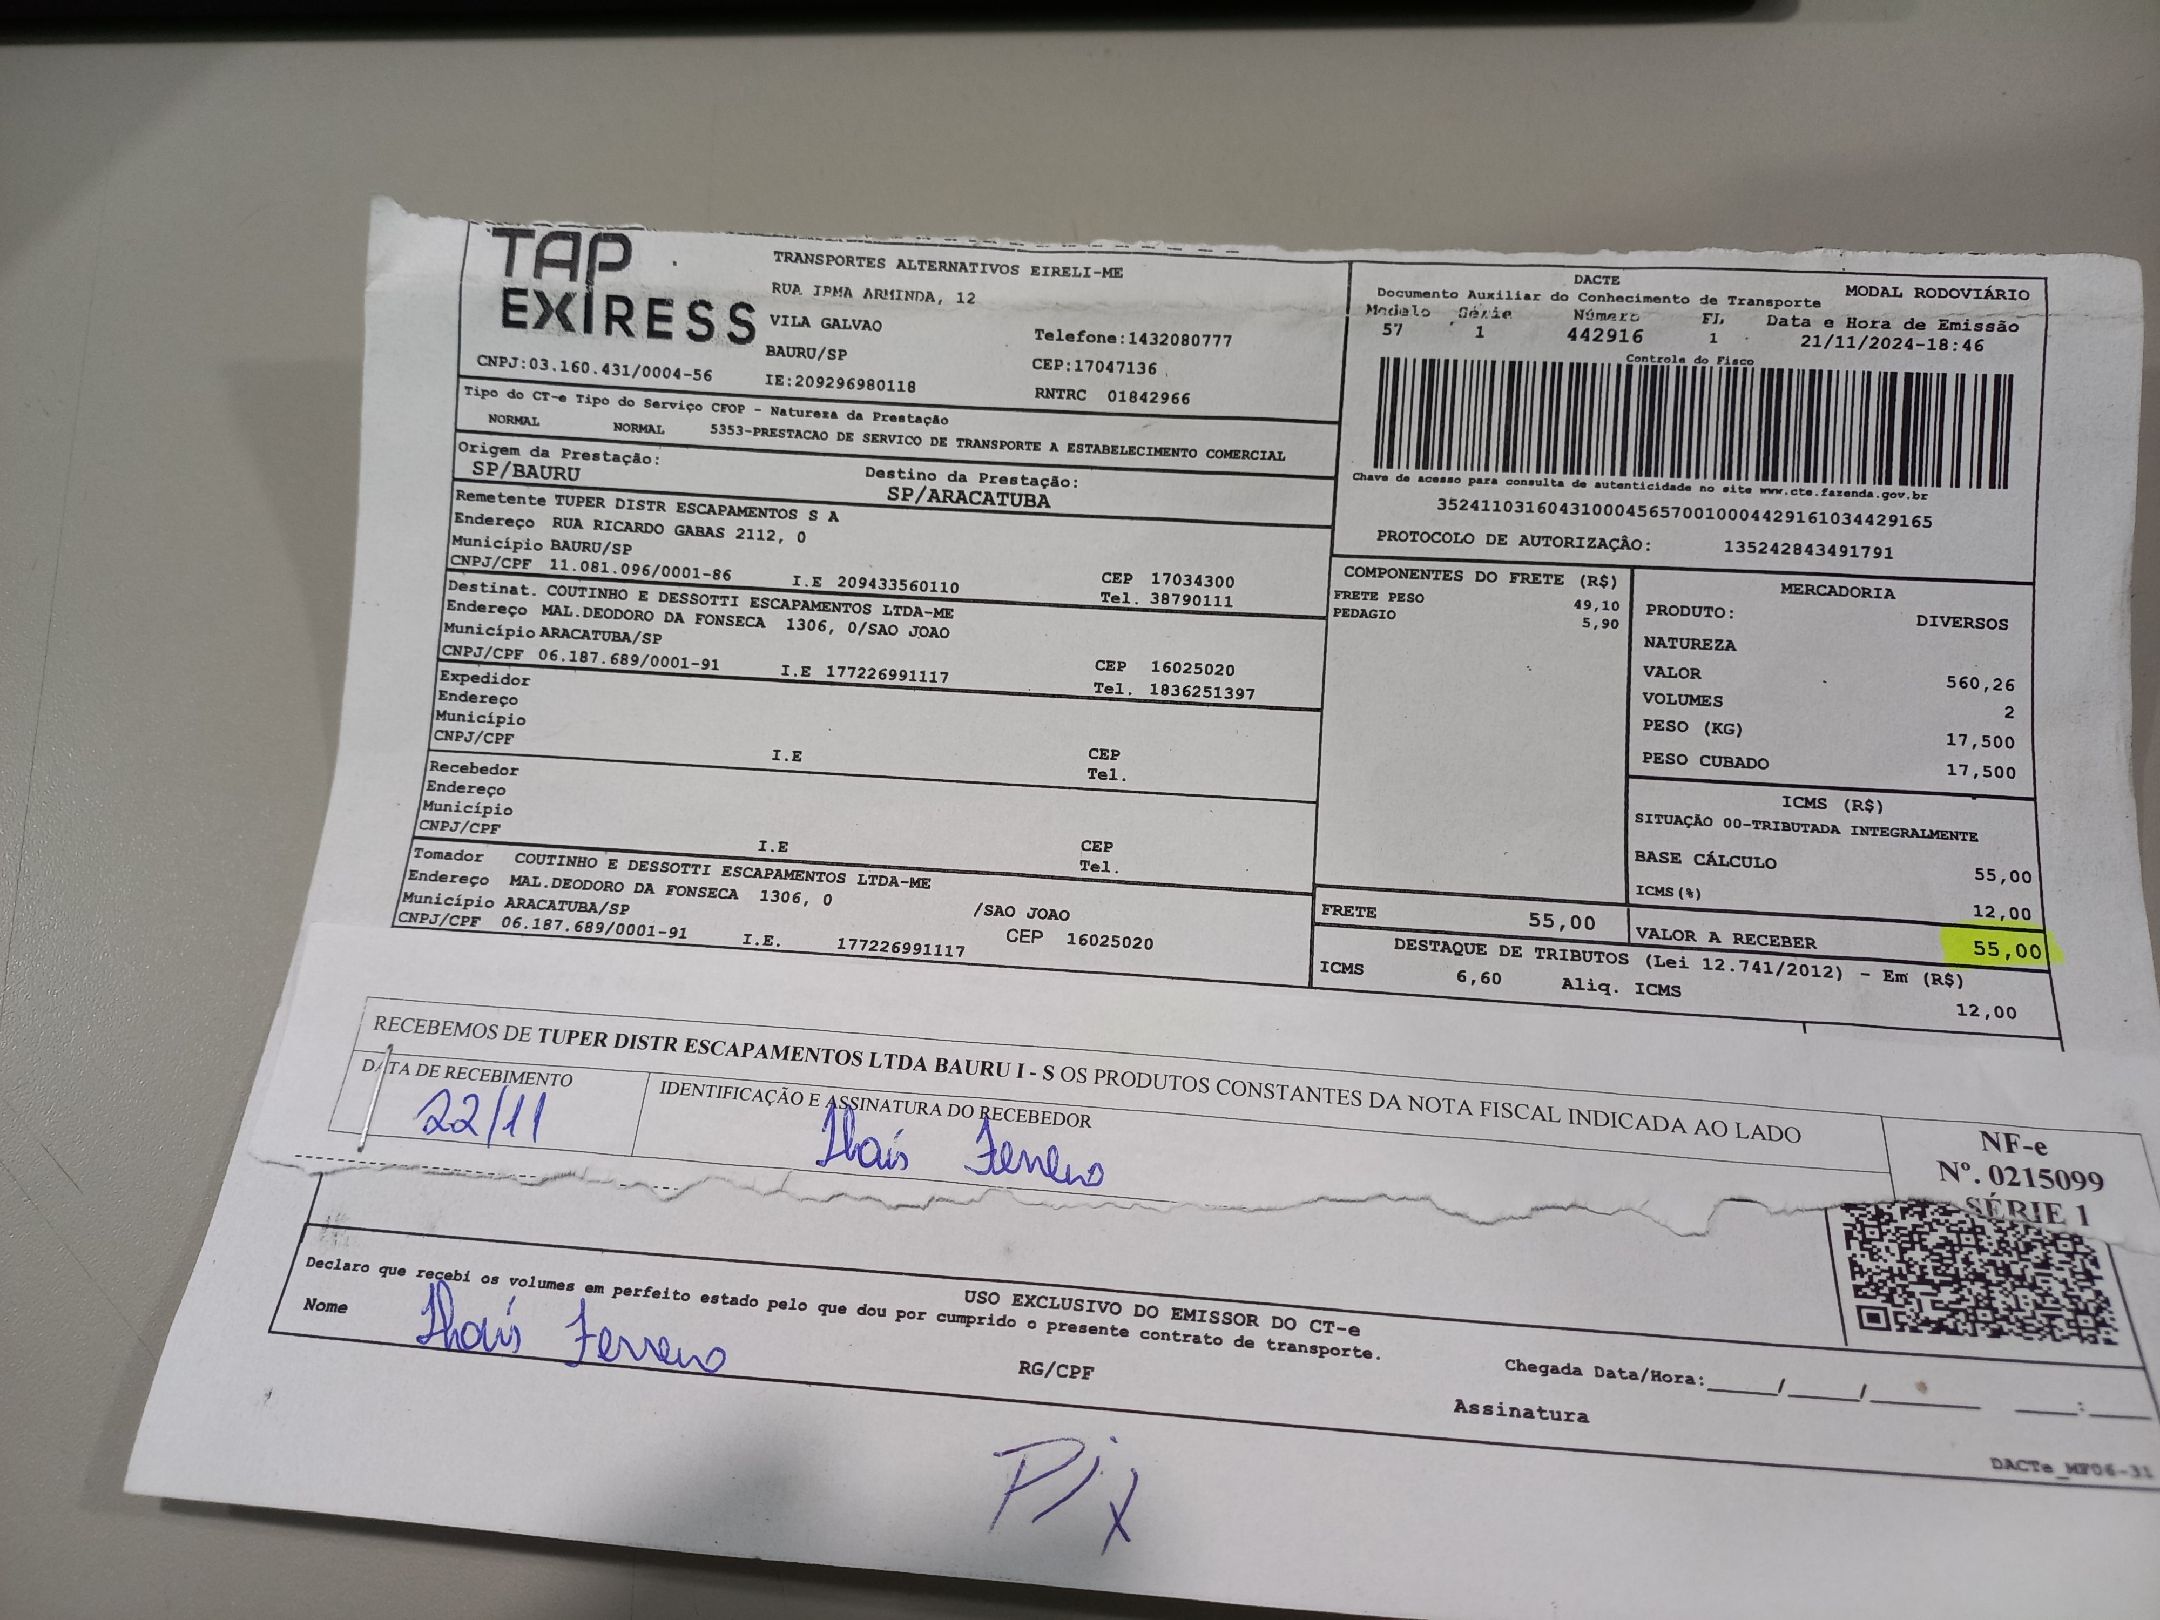 TAP
EXPRESS
CNPJ:03.160.431/0004-56
TRANSPORTES ALTERNATIVOS EIRELI-ME
RUA IRMA ARMINDA, 12
VILA GALVAO
BAURU/SP
IE:209296980118
Telefone:1432080777
CEP:17047136
RNTRC 01842966
DACTE MODAL RODOVIÁRIO
Documento Auxiliar do Conhecimento de Transporte
Modelo Série Número FL Data e Hora de Emissão
57 1 442916 1 21/11/2024-18:46
Controle do Fisco
Chave de acesso para consulta de autenticidade no site www.cte.fazenda.gov.br
35241103160431000456570010004429161034429165
PROTOCOLO DE AUTORIZAÇÂO: 135242843491791
Tipo do CT-e Tipo do Serviço CFOP - Natureza da Prestação
NORMAL NORMAL 5353-PRESTACAO DE SERVICO DE TRANSPORTE A ESTABELECIMENTO COMERCIAL
Origem da Prestação: Destino da Prestação:
SP/BAURU SP/ARACATUBA
Remetente TUPER DISTR ESCAPAMENTOS S A
Endereço RUA RICARDO GABAS 2112, 0
Município BAURU/SP CEP 17034300
CNPJ/CPF 11.081.096/0001-86 I.E 209433560110 Tel. 38790111
Destinat. COUTINHO E DESSOTTI ESCAPAMENTOS LTDA-ME
Endereço MAL.DEODORO DA FONSECA 1306, 0/SAO JOAO
Município ARACATUBA/SP CEP 16025020
CNPJ/CPF 06.187.689/0001-91 I.E 177226991117 Tel. 1836251397
Expedidor
Endereço
Município CEP
CNPJ/CPF I.E Tel.
Recebedor
Endereço
Município CEP
CNPJ/CPF I.E Tel.
Tomador COUTINHO E DESSOTTI ESCAPAMENTOS LTDA-ME
Endereço MAL.DEODORO DA FONSECA 1306, 0 /SAO JOAO
Município ARACATUBA/SP CEP 16025020
CNPJ/CPF 06.187.689/0001-91 I.E. 177226991117
COMPONENTES DO FRETE (R$)
FRETE PESO 49,10
PEDAGIO 5,90
MERCADORIA
PRODUTO: DIVERSOS
NATUREZA
VALOR 560,26
VOLUMES 2
PESO (KG) 17,500
PESO CUBADO 17,500
ICMS (R$)
SITUAÇÃO 00-TRIBUTADA INTEGRALMENTE
BASE CÁLCULO 55,00
ICMS(%) 12,00
FRETE 55,00 VALOR A RECEBER 55,00
DESTAQUE DE TRIBUTOS (Lei 12.741/2012) - Em (R$)
ICMS 6,60 Aliq. ICMS 12,00
RECEBEMOS DE TUPER DISTR ESCAPAMENTOS LTDA BAURU I - S OS PRODUTOS CONSTANTES DA NOTA FISCAL INDICADA AO LADO
DATA DE RECEBIMENTO IDENTIFICAÇÃO E ASSINATURA DO RECEBEDOR
22/11 Thaís
NF-e
Nº. 0215099
SÉRIE 1
USO EXCLUSIVO DO EMISSOR DO CT-e
Declaro que recebi os volumes em perfeito estado pelo que dou por cumprido o presente contrato de transporte.
Nome Thaís
RG/CPF
Chegada Data/Hora:____/____/______ ____:____
Assinatura
Pix